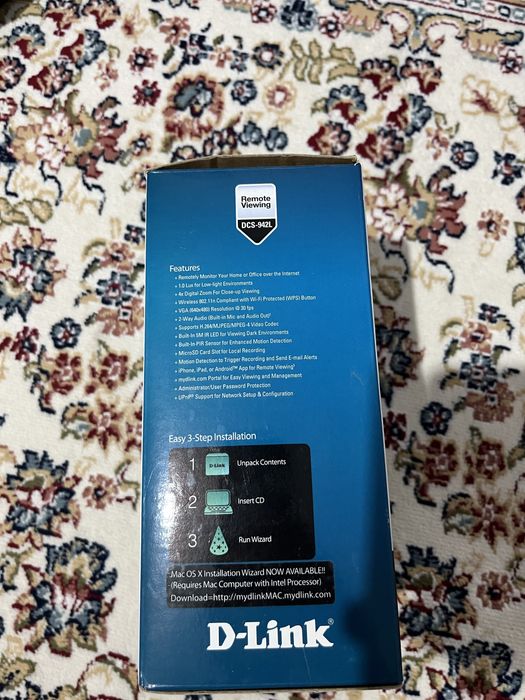 Remote
Viewing
DCS-942L
Features
• Remotely Monitor Your Home or Office over the Internet
• 1.0 Lux for Low-light Environments
• 4x Digital Zoom For Close-up Viewing
• Wireless 802.11n Compliant with Wi-Fi Protected (WPS) Button
• VGA (640x480) Resolution @ 30 fps
• 2-Way Audio (Built-in Mic and Audio Out)¹
• Supports H.264/MJPEG/MPEG-4 Video Codec
• Built-In 5M IR LED for Viewing Dark Environments
• Built-In PIR Sensor for Enhanced Motion Detection
• MicroSD Card Slot for Local Recording
• Motion Detection to Trigger Recording and Send E-mail Alerts
• iPhone, iPad, or Android™ App for Remote Viewing
• mydlink.com Portal for Easy Viewing and Management
• Administrator/User Password Protection
• UPnP Support for Network Setup & Configuration
Easy 3-Step Installation
1 D-Link Unpack Contents
2 Insert CD
3 Run Wizard
Mac OS X Installation Wizard NOW AVAILABLE!!
(Requires Mac Computer with Intel Processor)
Download=http://mydlinkMAC.mydlink.com
D-Link®